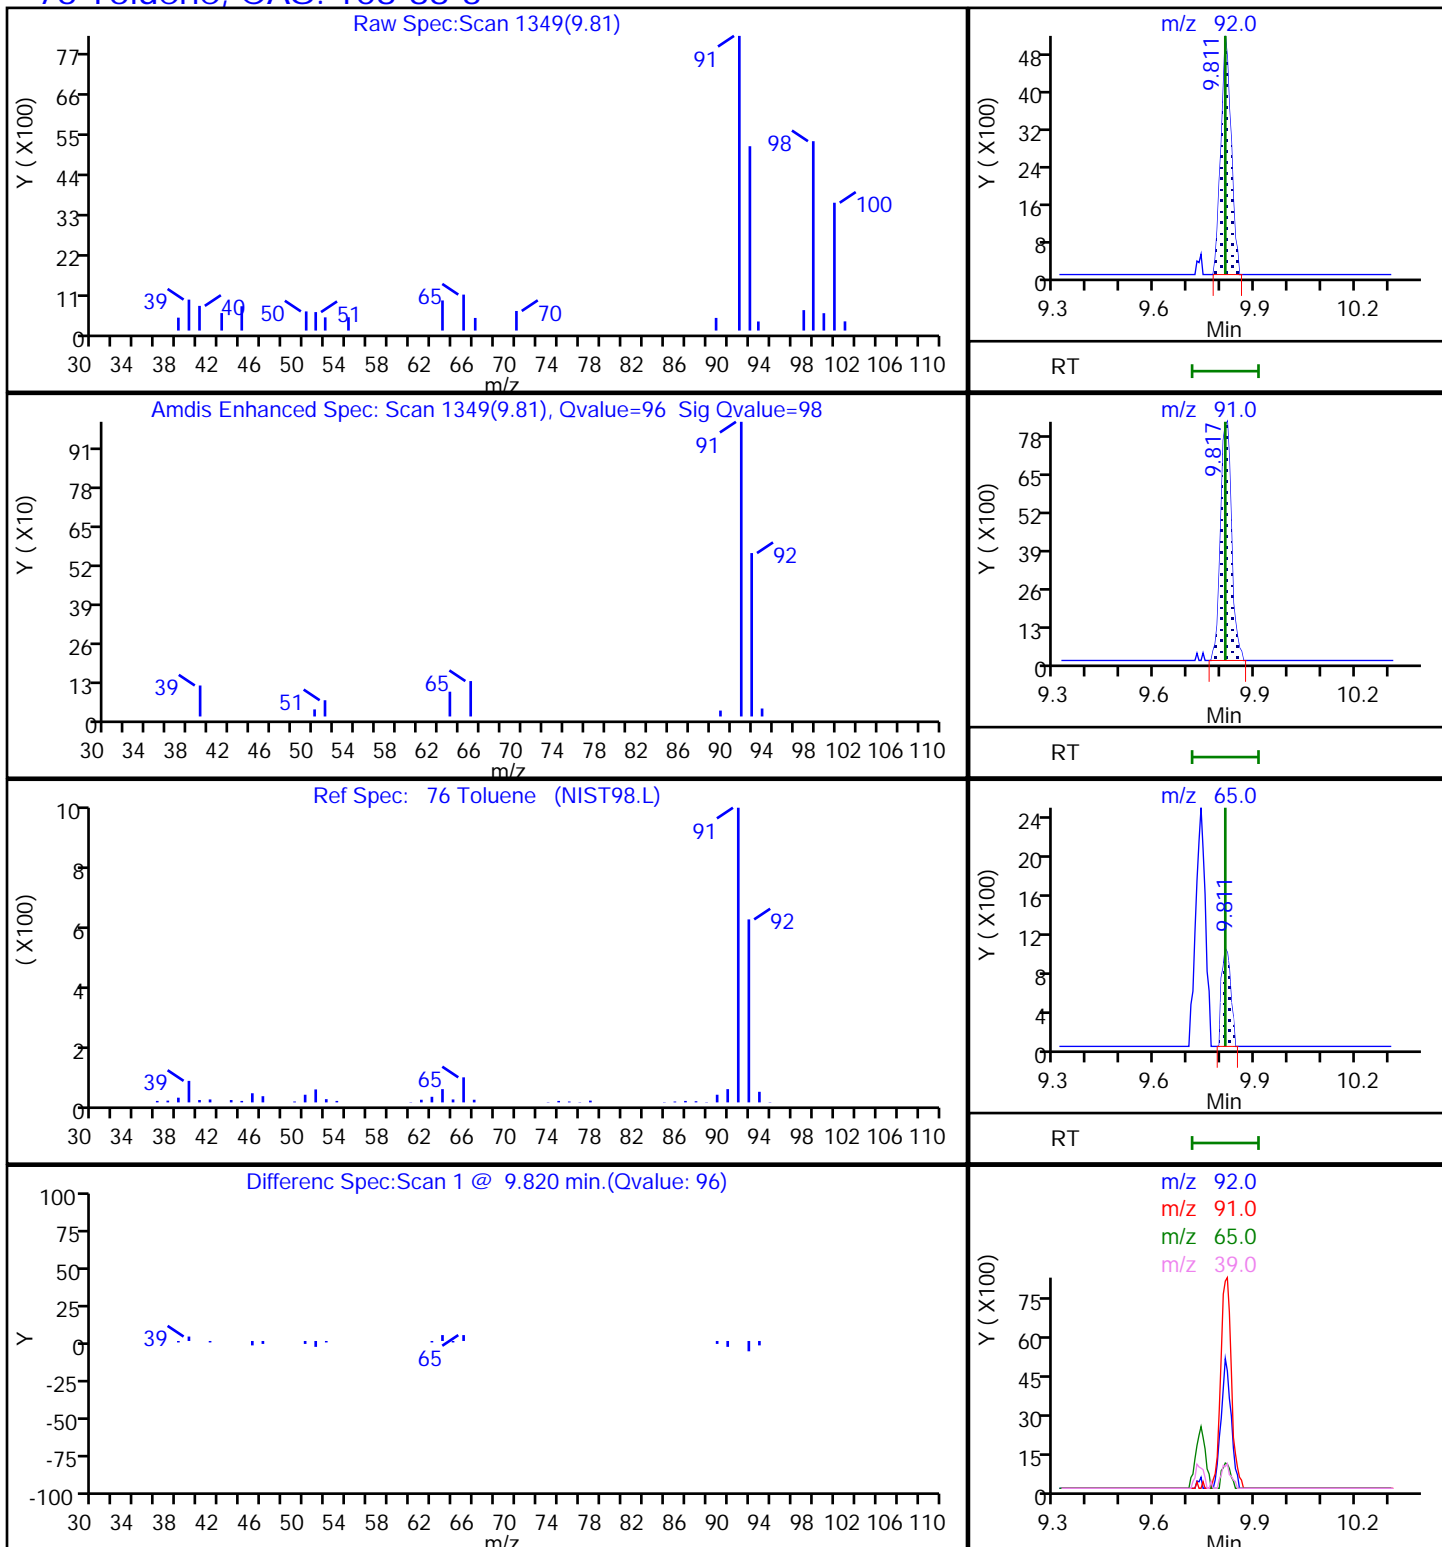 Raw Spec:Scan 1349(9.81)
77
66
55
44
33
22
11
0
Y ( X100)
91
98
100
39
40
50
51
65
70
30 34 38 42 46 50 54 58 62 66 70 74 78 82 86 90 94 98 102 106 110
m/z
m/z 92.0
48
40
32
24
16
8
0
Y ( X100)
9.811
9.3 9.6 9.9 10.2
Min
RT
Amdis Enhanced Spec: Scan 1349(9.81), Qvalue=96 Sig Qvalue=98
91
78
65
52
39
26
13
0
Y ( X10)
91
92
39
51
65
30 34 38 42 46 50 54 58 62 66 70 74 78 82 86 90 94 98 102 106 110
m/z
m/z 91.0
78
65
52
39
26
13
0
Y ( X100)
9.817
9.3 9.6 9.9 10.2
Min
RT
Ref Spec: 76 Toluene (NIST98.L)
10
8
6
4
2
0
( X100)
91
92
39
65
30 34 38 42 46 50 54 58 62 66 70 74 78 82 86 90 94 98 102 106 110
m/z 65.0
24
20
16
12
8
4
0
Y ( X100)
9.811
9.3 9.6 9.9 10.2
Min
RT
Differenc Spec:Scan 1 @ 9.820 min.(Qvalue: 96)
100
75
50
25
0
-25
-50
-75
-100
Y
39
65
30 34 38 42 46 50 54 58 62 66 70 74 78 82 86 90 94 98 102 106 110
m/z
m/z 92.0
m/z 91.0
m/z 65.0
m/z 39.0
75
60
45
30
15
0
Y ( X100)
9.3 9.6 9.9 10.2
Min